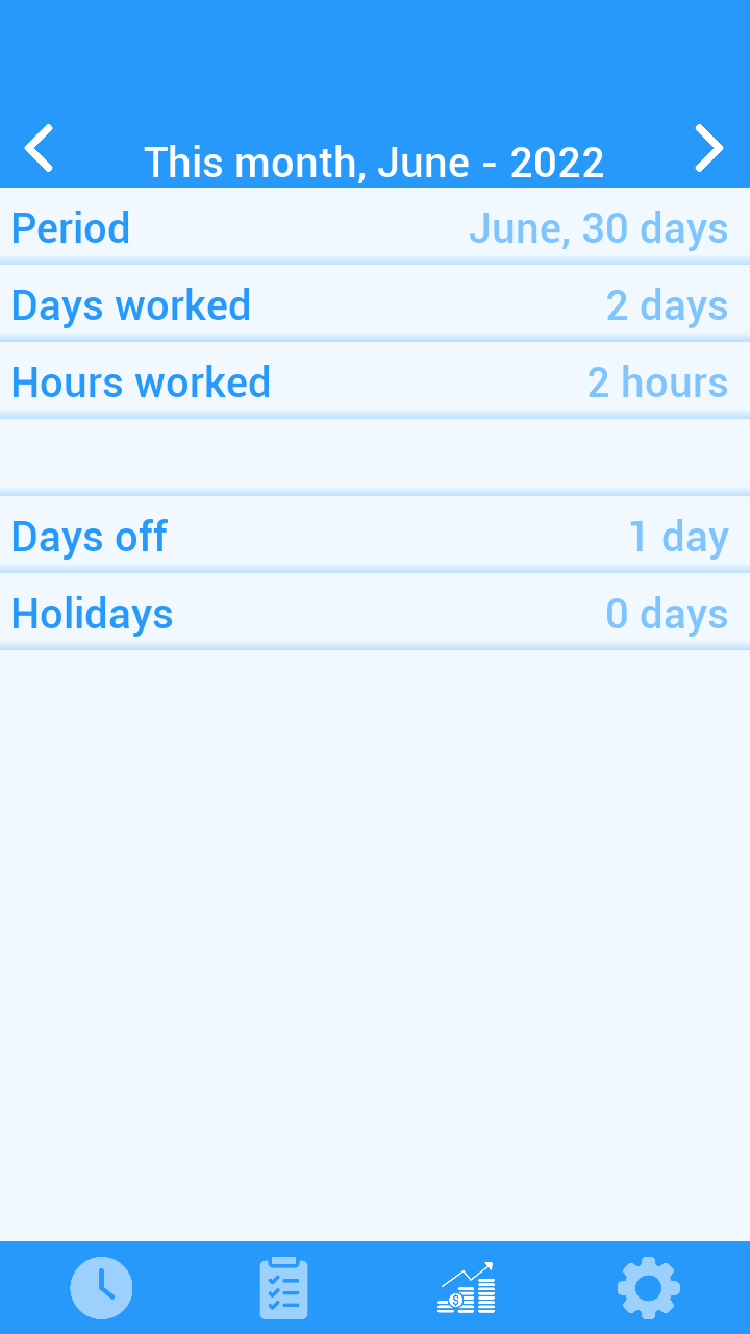 This month, June - 2022
Period June, 30 days
Days worked 2 days
Hours worked 2 hours
Days off 1 day
Holidays 0 days
$